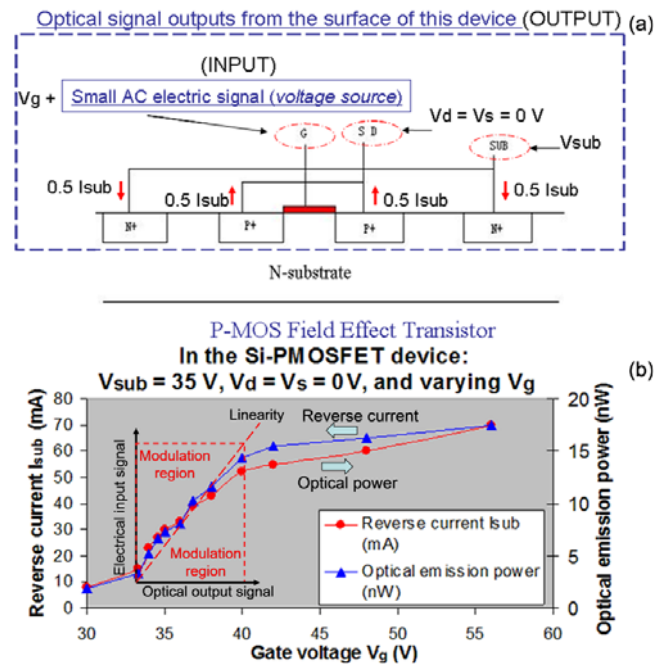 Optical signal outputs from the surface of this device (OUTPUT)
(a)
(INPUT)
Vg +
Small AC electric signal (voltage source)
Vd = Vs = 0 V
G
S D
SUB
Vsub
0.5 Isub
0.5 Isub
0.5 Isub
0.5 Isub
N+
P+
P+
N+
N-substrate
P-MOS Field Effect Transistor
In the Si-PMOSFET device:
(b)
Vsub = 35 V, Vd = Vs = 0V, and varying Vg
80
70
60
50
40
30
20
10
0
Reverse current Isub (mA)
20
15
10
5
0
Optical emission power (nW)
Linearity
Reverse current
Modulation
region
Optical power
Electrical input signal
Modulation
region
Optical output signal
Reverse current Isub
(mA)
Optical emission power
(nW)
30
35
40
45
50
55
60
Gate voltage Vg (V)